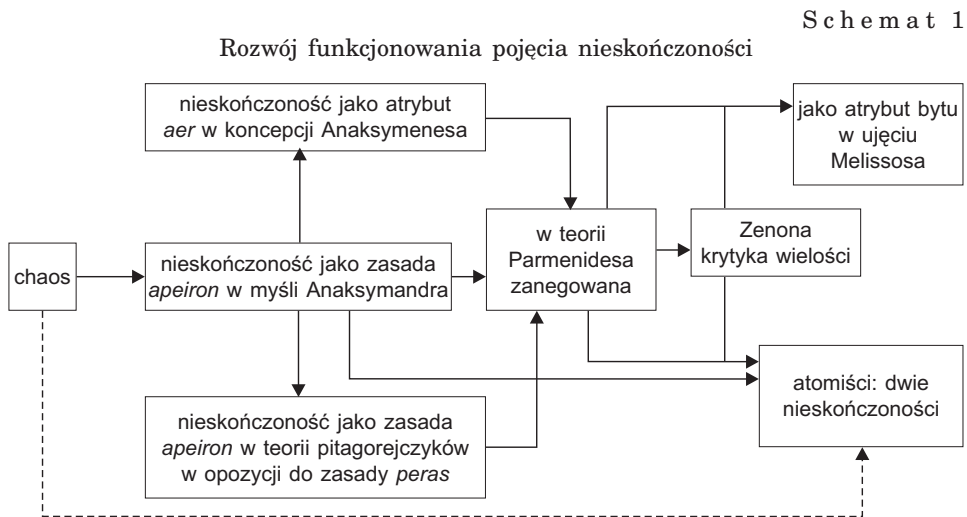 Schemat 1
Rozwój funkcjonowania pojęcia nieskończoności
nieskończoność jako atrybut
aer w koncepcji Anaksymenesa
jako atrybut bytu
w ujęciu
Melissosa
chaos
nieskończoność jako zasada
apeiron w myśli Anaksymandra
w teorii
Parmenidesa
zanegowana
Zenona
krytyka wielości
nieskończoność jako zasada
apeiron w teorii pitagorejczyków
w opozycji do zasady peras
atomiści: dwie
nieskończoności